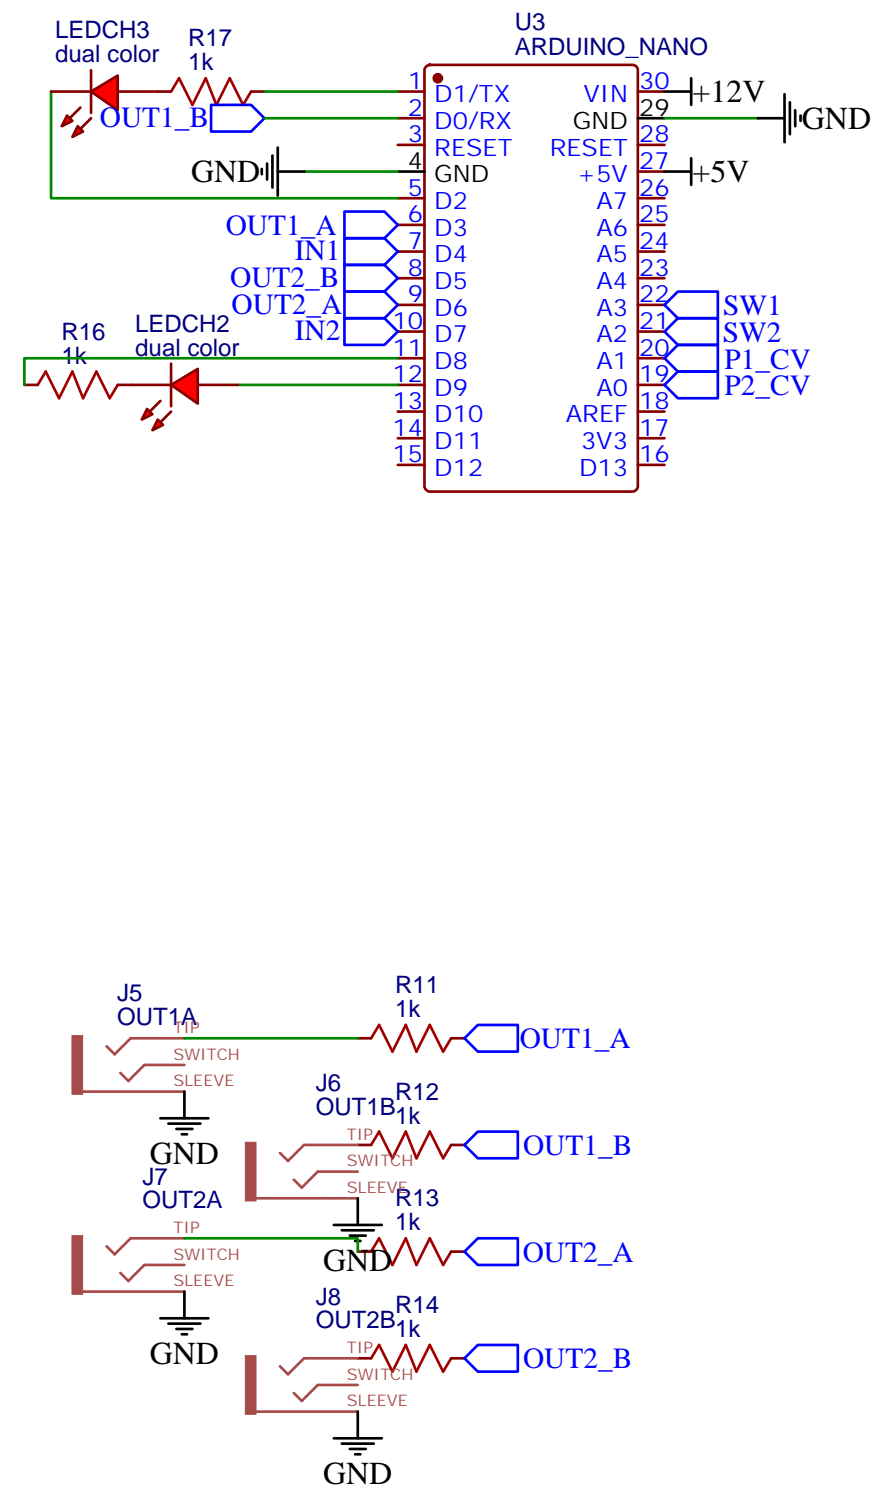 LEDCH3
dual color
R17
1k
OUT1_B
GND
U3
ARDUINO_NANO
1 D1/TX
2 D0/RX
3 RESET
4 GND
5 D2
6 D3
7 D4
8 D5
9 D6
10 D7
11 D8
12 D9
13 D10
14 D11
15 D12
VIN 30
GND 29
RESET 28
+5V 27
A7 26
A6 25
A5 24
A4 23
A3 22
A2 21
A1 20
A0 19
AREF 18
3V3 17
D13 16
+12V
GND
+5V
OUT1_A
IN1
OUT2_B
OUT2_A
IN2
SW1
SW2
P1_CV
P2_CV
R16
1k
LEDCH2
dual color
J5
OUT1A
TIP
SWITCH
SLEEVE
GND
R11
1k
OUT1_A
J6
OUT1B
TIP
SWITCH
SLEEVE
GND
R12
1k
OUT1_B
J7
OUT2A
TIP
SWITCH
SLEEVE
GND
R13
1k
OUT2_A
J8
OUT2B
TIP
SWITCH
SLEEVE
GND
R14
1k
OUT2_B